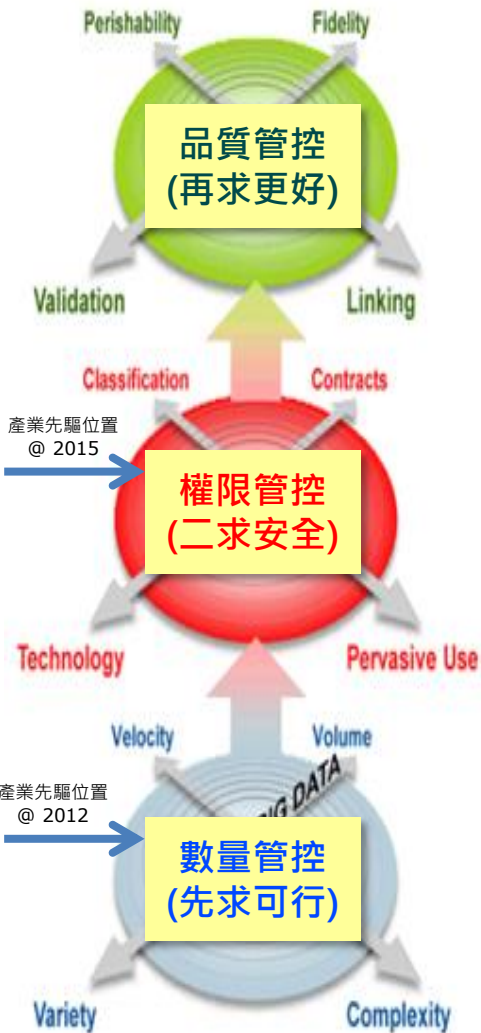 Perishability
Fidelity
品質管控
(再求更好)
Validation
Linking
Classification
Contracts
產業先驅位置
@ 2015
權限管控
(二求安全)
Technology
Pervasive Use
Velocity
Volume
BIG DATA
產業先驅位置
@ 2012
數量管控
(先求可行)
Variety
Complexity